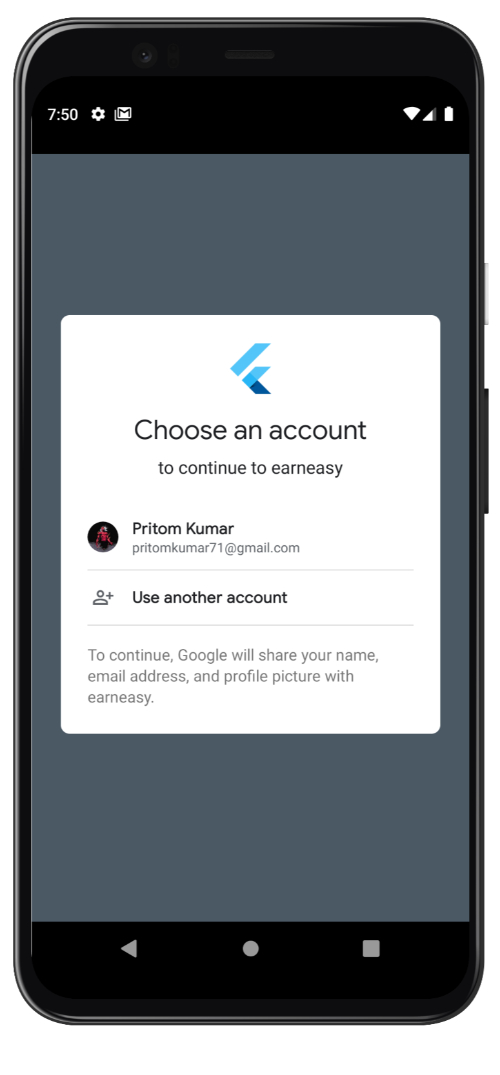 7:50
Choose an account
to continue to earneasy
Pritom Kumar
pritomkumar71@gmail.com
Use another account
To continue, Google will share your name,
email address, and profile picture with
earneasy.